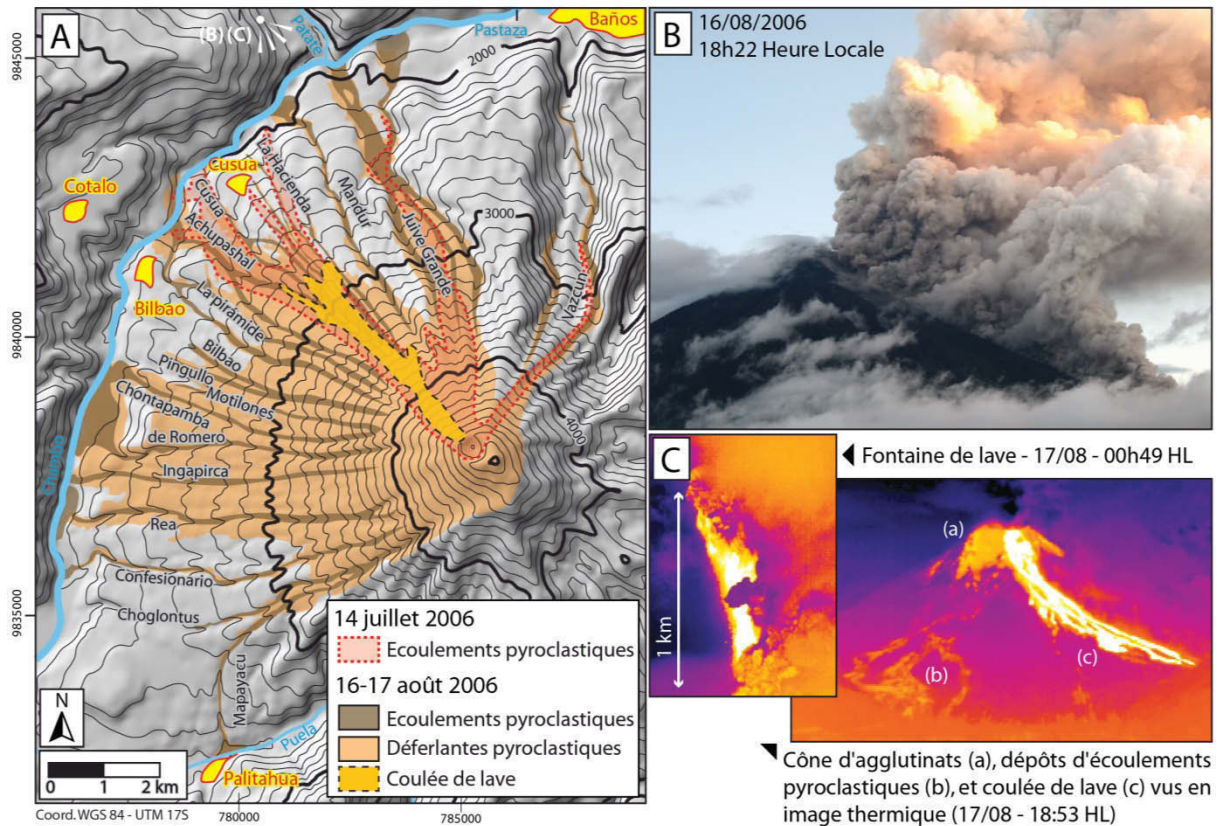 A
(B) (C)
Patate
Pastaza
Baños
2000
9845000
Cotalo
Cusua
La Hacienda
Mandur
Juive Grande
3000
Vazcun
Cusua
Achupashal
Bilbao
La pirámide
Bilbao
Pingullo
Motilones
Chontapamba
de Romero
Ingapirca
Rea
Confesionario
Choglontus
Mapayacu
Chambo
4000
9840000
9835000
Puela
Palitahua
N
0 1 2 km
Coord. WGS 84 - UTM 17S
780000
785000
14 juillet 2006
Ecoulements pyroclastiques
16-17 août 2006
Ecoulements pyroclastiques
Déferlantes pyroclastiques
Coulée de lave
B
16/08/2006
18h22 Heure Locale
C
Fontaine de lave - 17/08 - 00h49 HL
1 km
(a)
(b)
(c)
Cône d'agglutinats (a), dépôts d'écoulements
pyroclastiques (b), et coulée de lave (c) vus en
image thermique (17/08 - 18:53 HL)